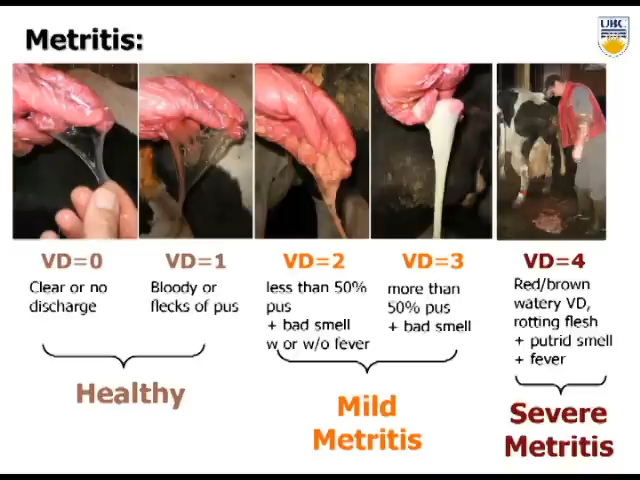 Metritis:
UBC
VD=0
Clear or no
discharge
VD=1
Bloody or
flecks of pus
VD=2
less than 50%
pus
+ bad smell
w or w/o fever
VD=3
more than
50% pus
+ bad smell
VD=4
Red/brown
watery VD,
rotting flesh
+ putrid smell
+ fever
Healthy
Mild
Metritis
Severe
Metritis